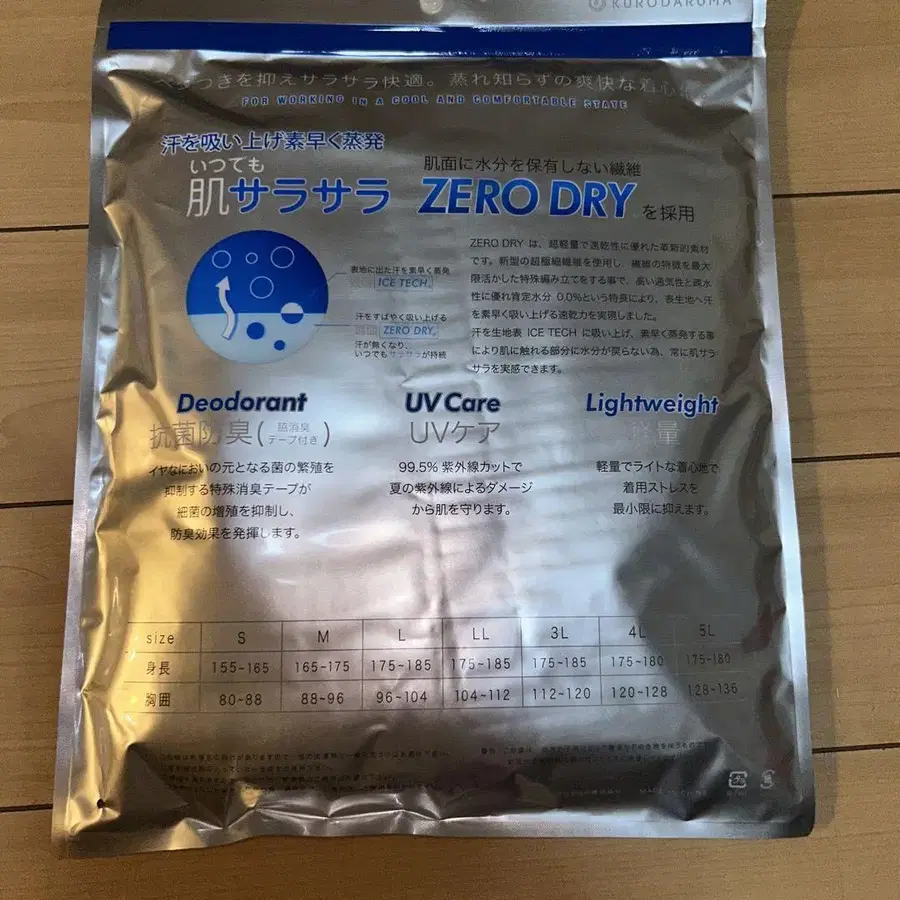 KURODARUMA
つきを抑えサラサラ快適。蒸れ知らずの爽快な着心
FOR WORKING IN A COOL AND COMFORTABLE STATE
汗を吸い上げ素早く蒸発
いつでも
肌サラサラ
肌面に水分を保有しない繊維
ZERO DRY を採用
ZERO DRY は、超軽量で速乾性に優れた革新的素材
です。新型の超極細繊維を使用し、繊維の特徴を最大
限活かした特殊編み立てをする事で、高い通気性と疎水
性に優れ肯定水分 0.0%という特長により、表生地へ汗
を素早く吸い上げる速乾力を実現しました。
汗を生地表 ICE TECH に吸い上げ、素早く蒸発する事
により肌に触れる部分に水分が戻らない為、常に肌サラ
サラを実感できます。
表地に出た汗を素早く蒸発
ICE TECH
汗をすばやく吸い上げる
ZERO DRY
汗が無くなり、
いつでもサラサラが持続
Deodorant
抗菌防臭(脇消臭テープ付き)
イヤなにおいの元となる菌の繁殖を
抑制する特殊消臭テープが
細菌の増殖を抑制し、
防臭効果を発揮します。
UV Care
UVケア
99.5% 紫外線カットで
夏の紫外線によるダメージ
から肌を守ります。
Lightweight
軽量
軽量でライトな着心地で
着用ストレスを
最小限に抑えます。
size S M L LL 3L 4L 5L
身長 155~165 165~175 175~185 175~185 175~185 175~180 175~180
胸囲 80~88 88~96 96~104 104~112 112~120 120~128 128~136